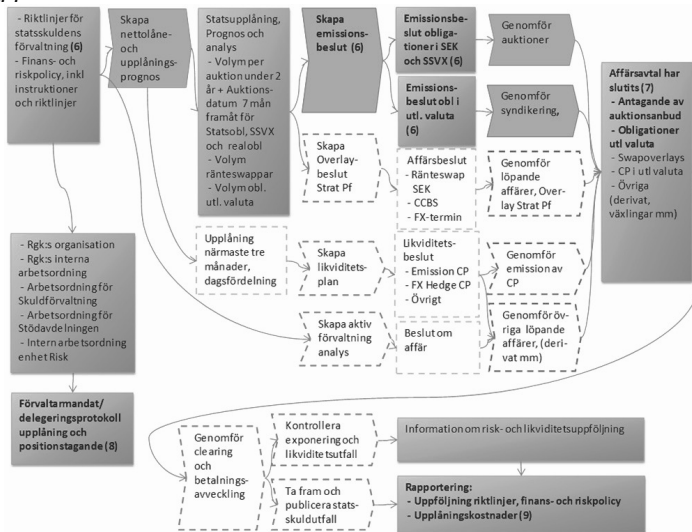 - Riktlinjer för
statsskuldens
förvaltning (6)
- Finans- och
riskpolicy, inkl
instruktioner
och riktlinjer
Skapa
nettolåne-
och
upplånings-
prognos
Statsupplåning,
Prognos och
analys
- Volym per
auktion under 2
år + Auktions-
datum 7 mån
framåt för
Statsobl, SSVX
och realobl
- Volym
ränteswappar
- Volym obl.
utl. valuta
Skapa
emissions-
beslut (6)
Emissionsbe-
slut obliga-
tioner i SEK
och SSVX (6)
Genomför
auktioner
Emissions-
beslut obl i
utl. valuta
(6)
Genomför
syndikering,
Affärsavtal har
slutits (7)
- Antagande av
auktionsanbud
- Obligationer
utl valuta
- Swapoverlays
- CP i utl valuta
- Övriga
(derivat,
växlingar mm)
Skapa
Overlay-
beslut
Strat Pf
Affärsbeslut
- Ränteswap
SEK
- CCBS
- FX-termin
Genomför
löpande
affärer, Over-
lay Strat Pf
Upplåning
närmaste tre
månader,
dagsfördelning
Skapa
likviditets-
plan
Likviditets-
beslut
- Emission CP
- FX Hedge CP
- Övrigt
Genomför
emission av
CP
Skapa aktiv
förvaltning
analys
Beslut om
affär
Genomför öv-
riga löpande
affärer, (deri-
vat mm)
- Rgk:s organisation
- Rgk:s interna
arbetsordning
- Arbetsordning för
Skuldförvaltning
- Arbetsordning för
Stödavdelningen
- Intern arbetsordning
enhet Risk
Förvaltarmandat/
delegeringsprotokoll
upplåning och
positionstagande (8)
Genomför
clearing
och
betalnings-
avveckling
Kontrollera
exponering och
likviditetsutfall
Information om risk- och likviditetsuppföljning
Ta fram och
publicera stats-
skuldutfall
Rapportering:
- Uppföljning riktlinjer, finans- och riskpolicy
- Upplåningskostnader (9)